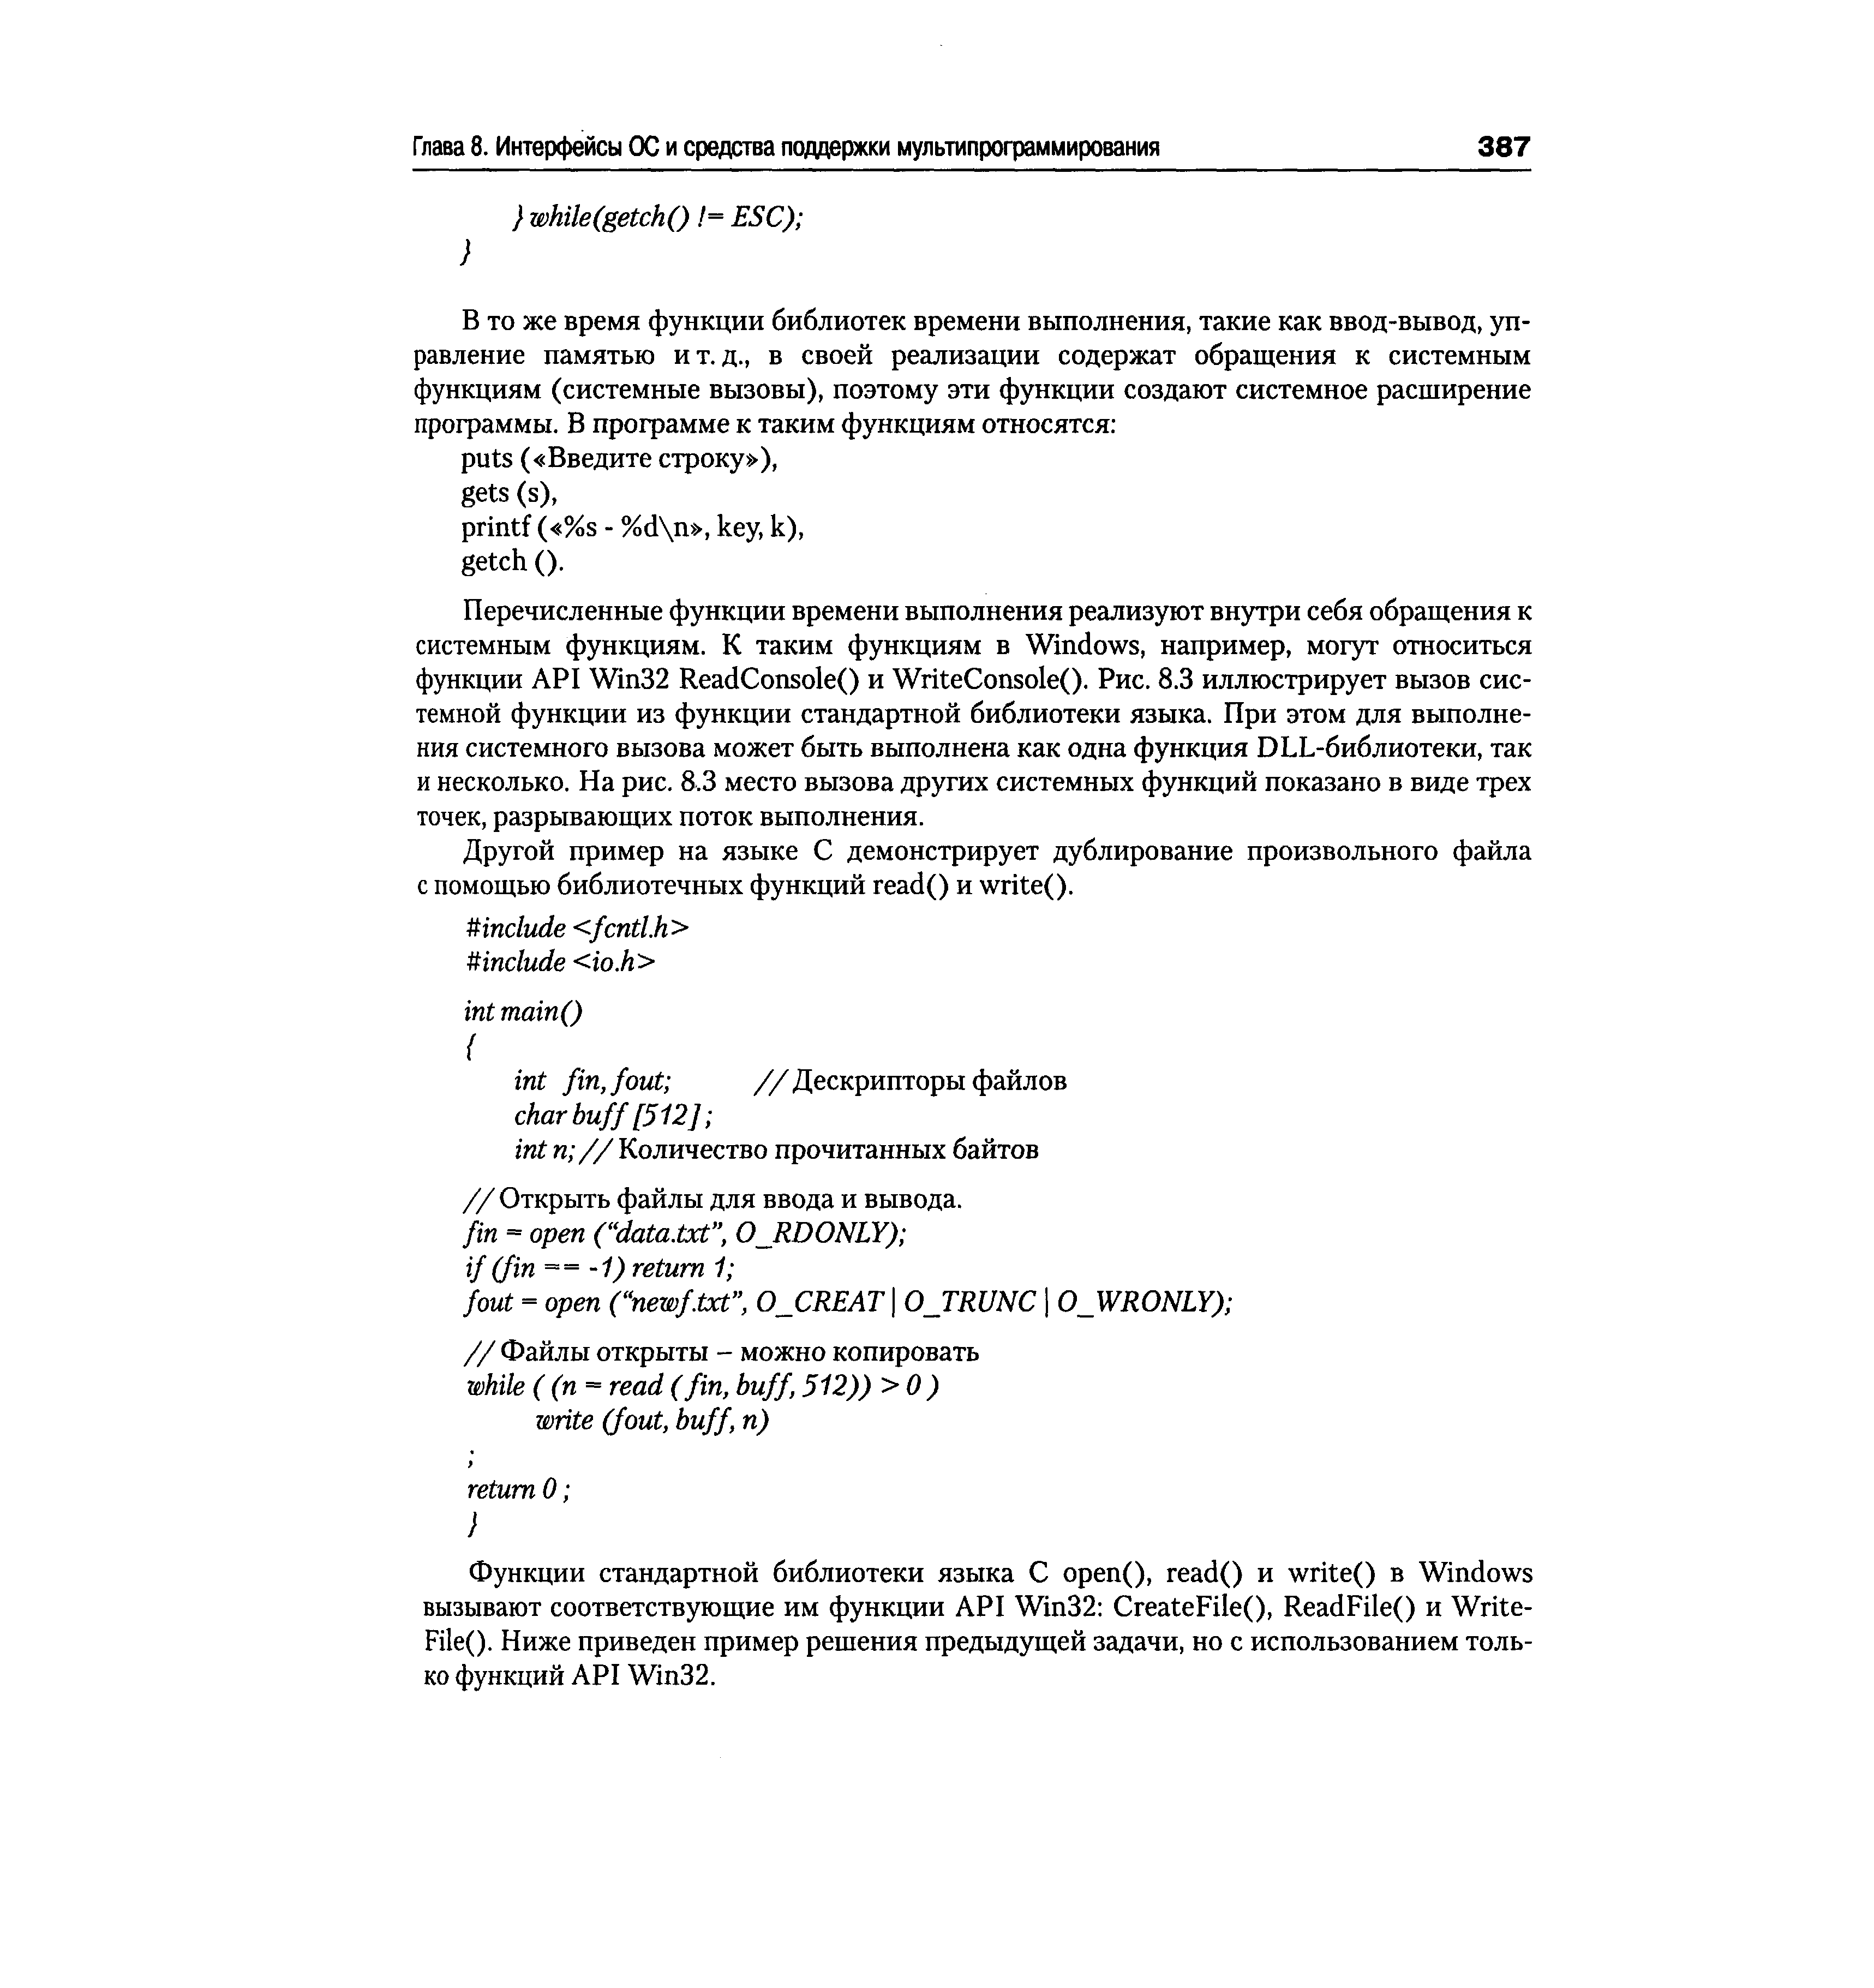 Глава 8. Интерфейсы ОС и средства поддержки мультипрограммирования 387
} while(getch() != ESC);
}
В то же время функции библиотек времени выполнения, такие как ввод-вывод, уп-
равление памятью и т. д., в своей реализации содержат обращения к системным
функциям (системные вызовы), поэтому эти функции создают системное расширение
программы. В программе к таким функциям относятся:
puts («Введите строку»),
gets (s),
printf («%s - %d\n», key, k),
getch ().
Перечисленные функции времени выполнения реализуют внутри себя обращения к
системным функциям. К таким функциям в Windows, например, могут относиться
функции API Win32 ReadConsole() и WriteConsole(). Рис. 8.3 иллюстрирует вызов сис-
темной функции из функции стандартной библиотеки языка. При этом для выполне-
ния системного вызова может быть выполнена как одна функция DLL-библиотеки, так
и несколько. На рис. 8.3 место вызова других системных функций показано в виде трех
точек, разрывающих поток выполнения.
Другой пример на языке С демонстрирует дублирование произвольного файла
с помощью библиотечных функций read() и write().
#include <fcntl.h>
#include <io.h>
int main()
{
int fin, fout; // Дескрипторы файлов
char buff [512];
int n; // Количество прочитанных байтов
// Открыть файлы для ввода и вывода.
fin = open (“data.txt”, O_RDONLY);
if (fin == -1) return 1;
fout = open (“newf.txt”, O_CREAT | O_TRUNC | O_WRONLY);
// Файлы открыты – можно копировать
while ( (n = read ( fin, buff, 512)) > 0 )
write (fout, buff, n)
;
return 0 ;
}
Функции стандартной библиотеки языка С open(), read() и write() в Windows
вызывают соответствующие им функции API Win32: CreateFile(), ReadFile() и Write-
File(). Ниже приведен пример решения предыдущей задачи, но с использованием толь-
ко функций API Win32.